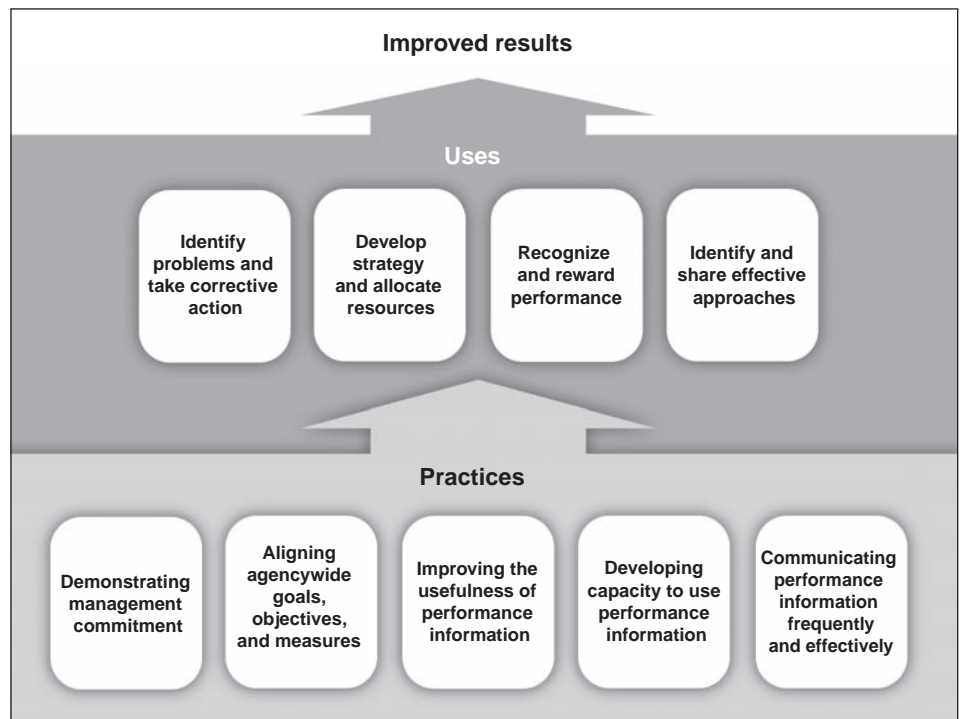 Improved results
Uses
Identify
problems and
take corrective
action
Develop
strategy
and allocate
resources
Recognize
and reward
performance
Identify and
share effective
approaches
Practices
Demonstrating
management
commitment
Aligning
agencywide
goals,
objectives,
and measures
Improving the
usefulness of
performance
information
Developing
capacity to use
performance
information
Communicating
performance
information
frequently
and effectively